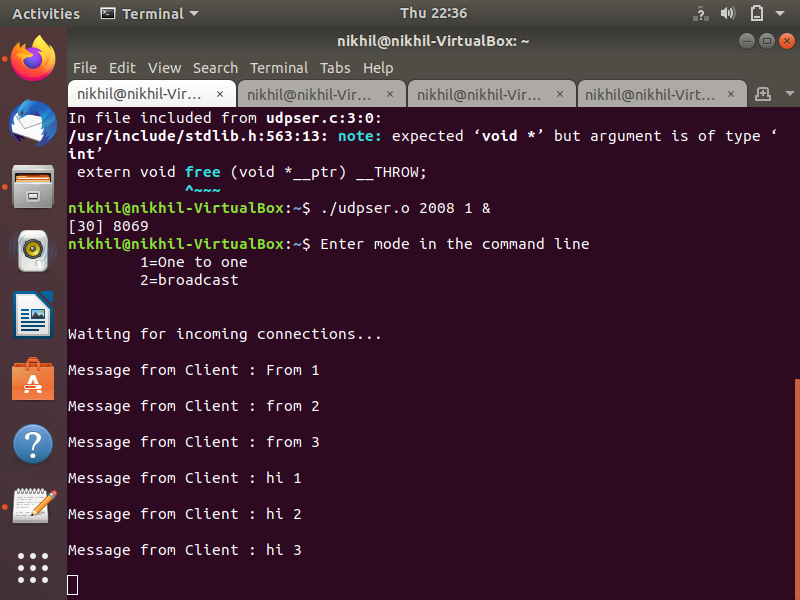 Activities Terminal Thu 22:36
nikhil@nikhil-VirtualBox: ~
File Edit View Search Terminal Tabs Help
nikhil@nikhil-Vir... × nikhil@nikhil-Vir... × nikhil@nikhil-Vir... × nikhil@nikhil-Virt... ×
In file included from udpser.c:3:0:
/usr/include/stdlib.h:563:13: note: expected ‘void *’ but argument is of type ‘
int’
extern void free (void *__ptr) __THROW;
^~~~
nikhil@nikhil-VirtualBox:~$ ./udpser.o 2008 1 &
[30] 8069
nikhil@nikhil-VirtualBox:~$ Enter mode in the command line
1=One to one
2=broadcast
Waiting for incoming connections...
Message from Client : From 1
Message from Client : from 2
Message from Client : from 3
Message from Client : hi 1
Message from Client : hi 2
Message from Client : hi 3